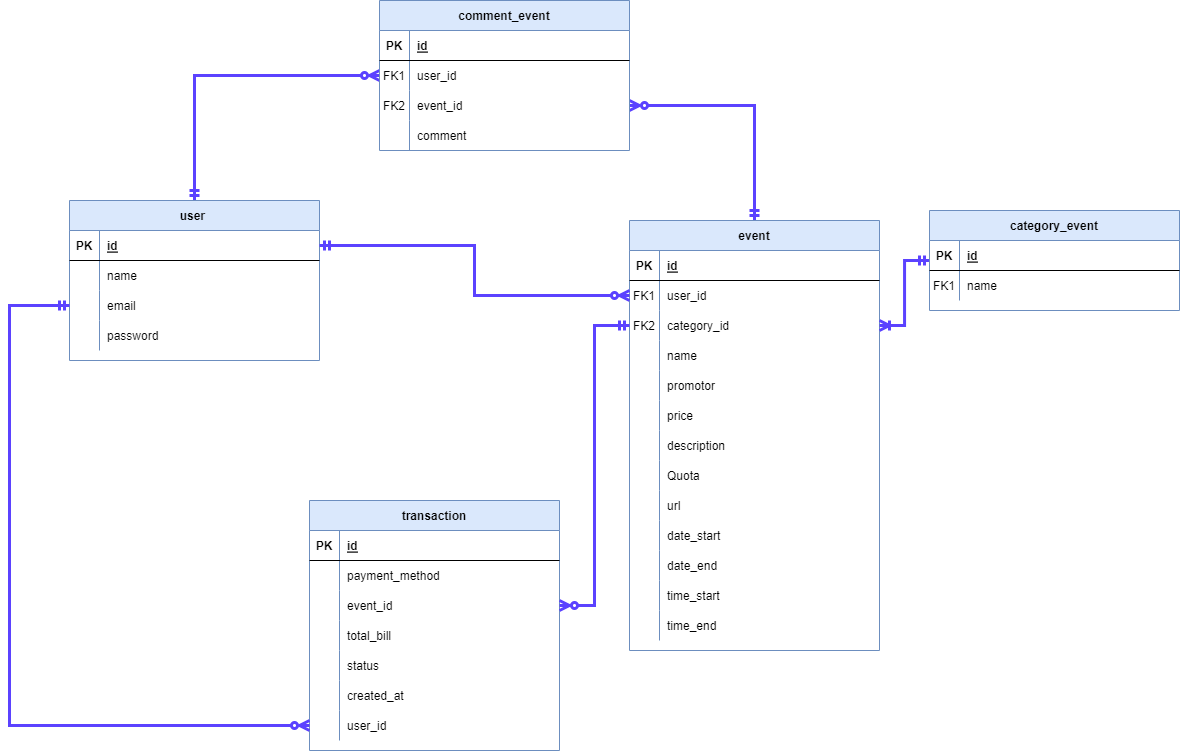 comment_event
PK id
FK1 user_id
FK2 event_id
comment
user
PK id
name
email
password
event
PK id
FK1 user_id
FK2 category_id
name
promotor
price
description
Quota
url
date_start
date_end
time_start
time_end
category_event
PK id
FK1 name
transaction
PK id
payment_method
event_id
total_bill
status
created_at
user_id